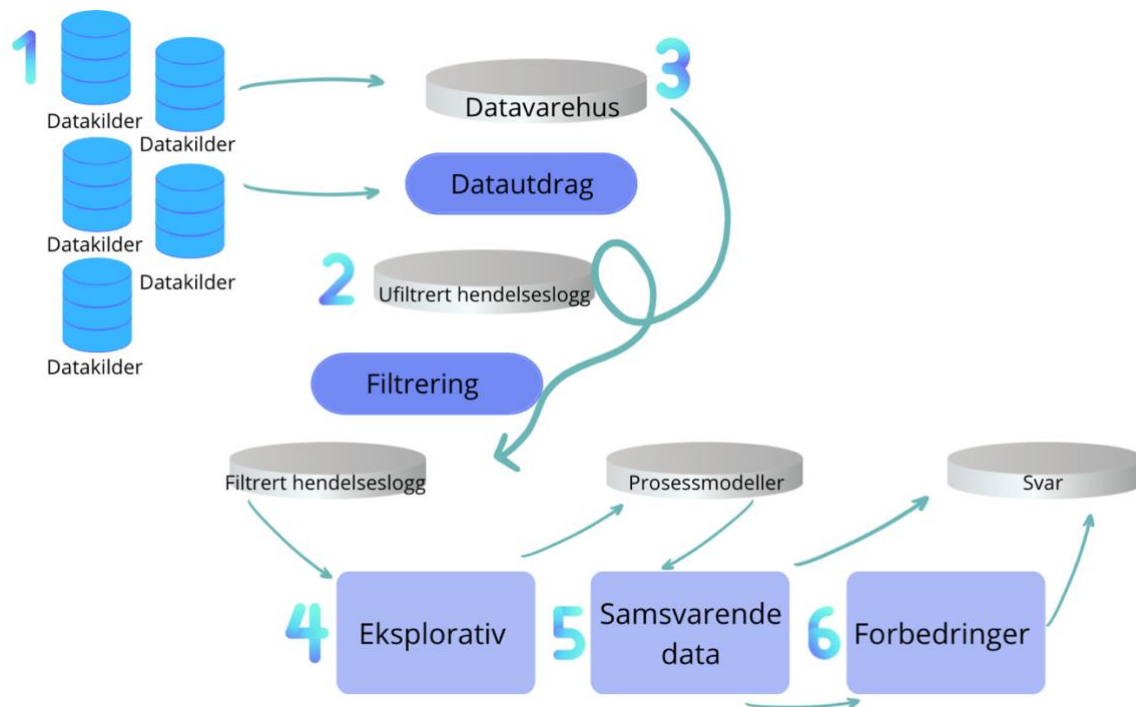 1
Datakilder
Datakilder
Datakilder
Datakilder
Datakilder
Datavarehus
3
Datautdrag
2
Ufiltrert hendelseslogg
Filtrering
Filtrert hendelseslogg
Prosessmodeller
Svar
4
Eksplorativ
5
Samsvarende
data
6
Forbedringer